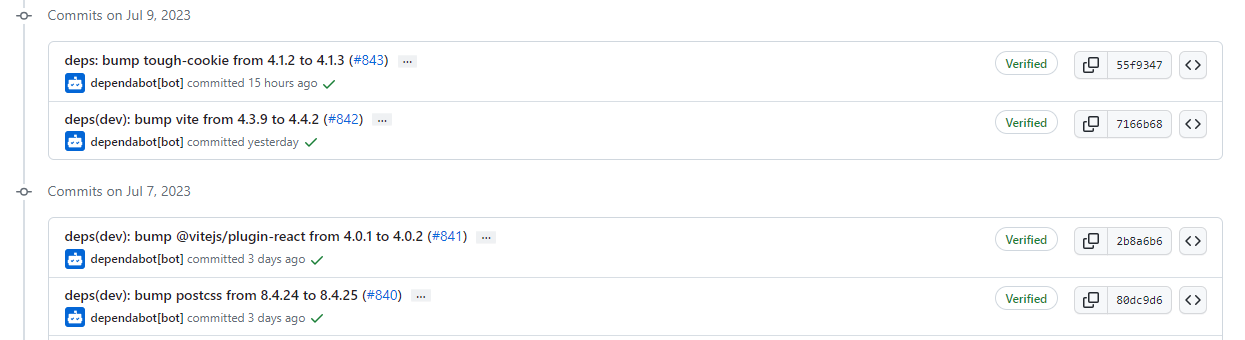 Commits on Jul 9, 2023
deps: bump tough-cookie from 4.1.2 to 4.1.3 (#843) ...
Verified
55f9347
dependabot[bot] committed 15 hours ago
deps(dev): bump vite from 4.3.9 to 4.4.2 (#842) ...
Verified
7166b68
dependabot[bot] committed yesterday
Commits on Jul 7, 2023
deps(dev): bump @vitejs/plugin-react from 4.0.1 to 4.0.2 (#841) ...
Verified
2b8a6b6
dependabot[bot] committed 3 days ago
deps(dev): bump postcss from 8.4.24 to 8.4.25 (#840) ...
Verified
80dc9d6
dependabot[bot] committed 3 days ago